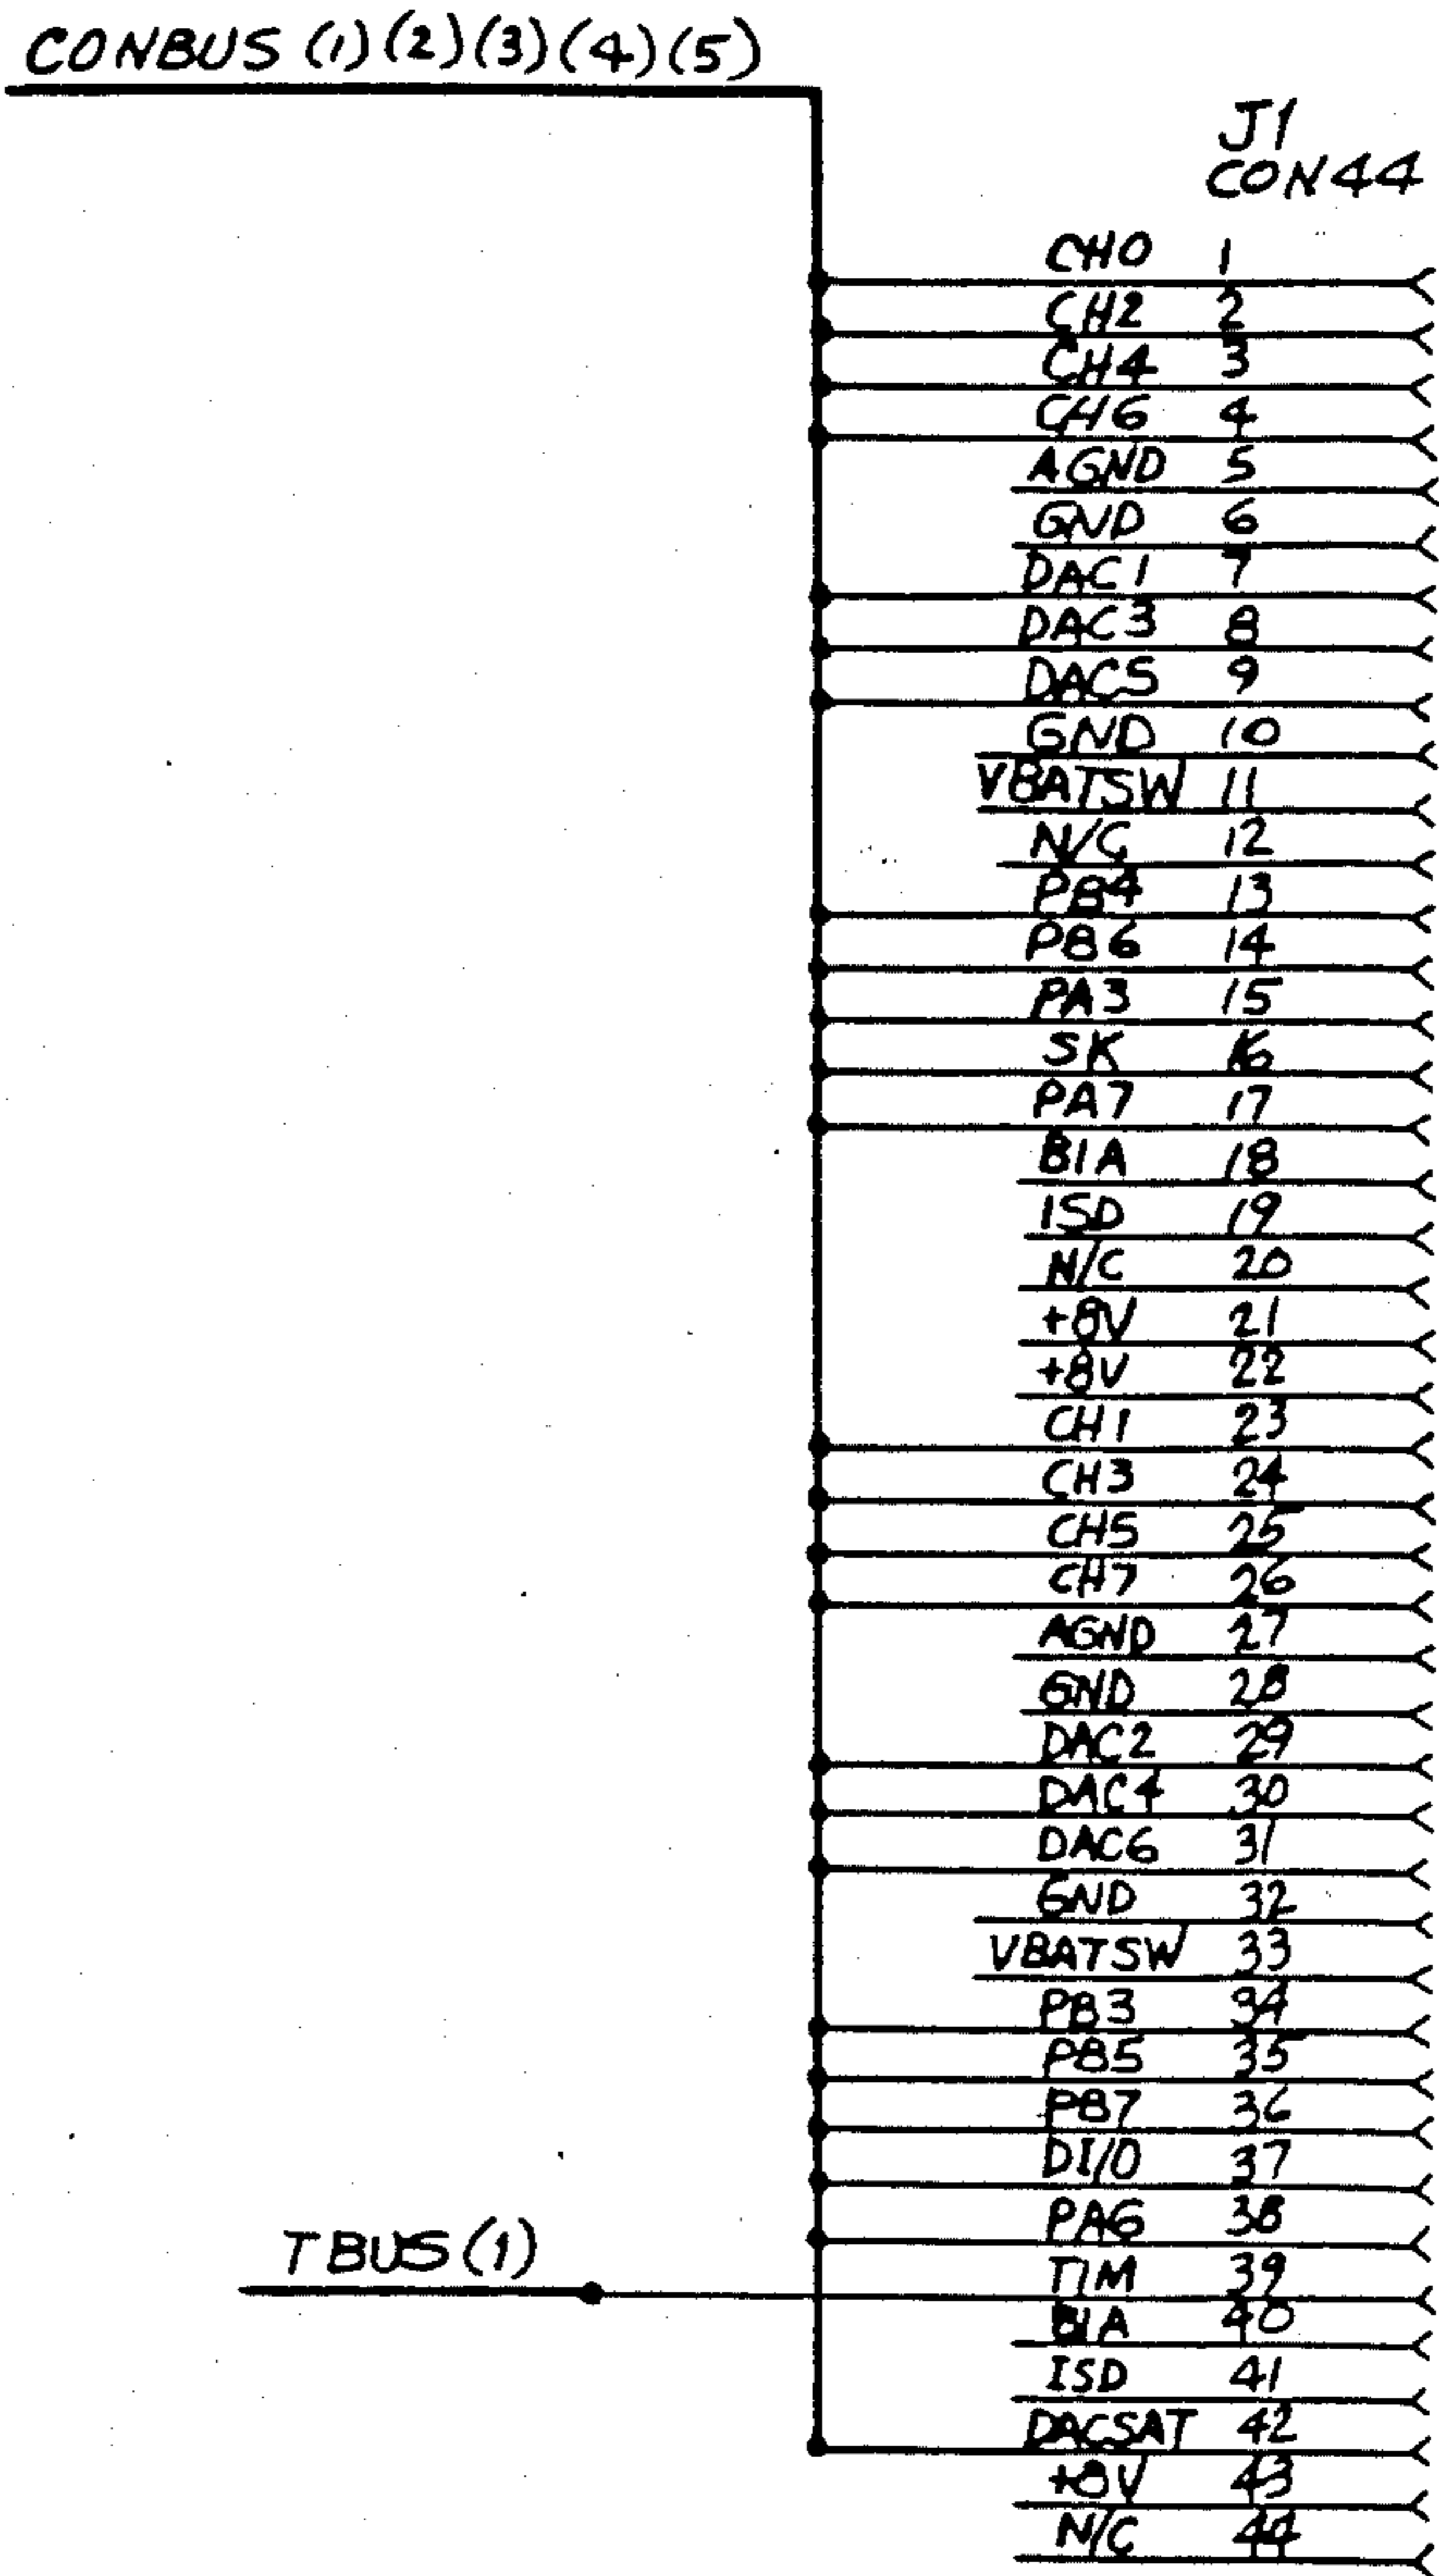 CONBUS (1)(2)(3)(4)(5)
J1
CON44
CH0 1
CH2 2
CH4 3
CH6 4
AGND 5
GND 6
DAC1 7
DAC3 8
DAC5 9
GND 10
VBATSW 11
N/C 12
PB4 13
PB6 14
PA3 15
SK 16
PA7 17
B1A 18
ISD 19
N/C 20
+8V 21
+8V 22
CH1 23
CH3 24
CH5 25
CH7 26
AGND 27
GND 28
DAC2 29
DAC4 30
DAC6 31
GND 32
VBATSW 33
PB3 34
PB5 35
PB7 36
DI/O 37
PA6 38
TBUS(1)
TIM 39
B1A 40
ISD 41
DACSAT 42
+8V 43
N/C 44